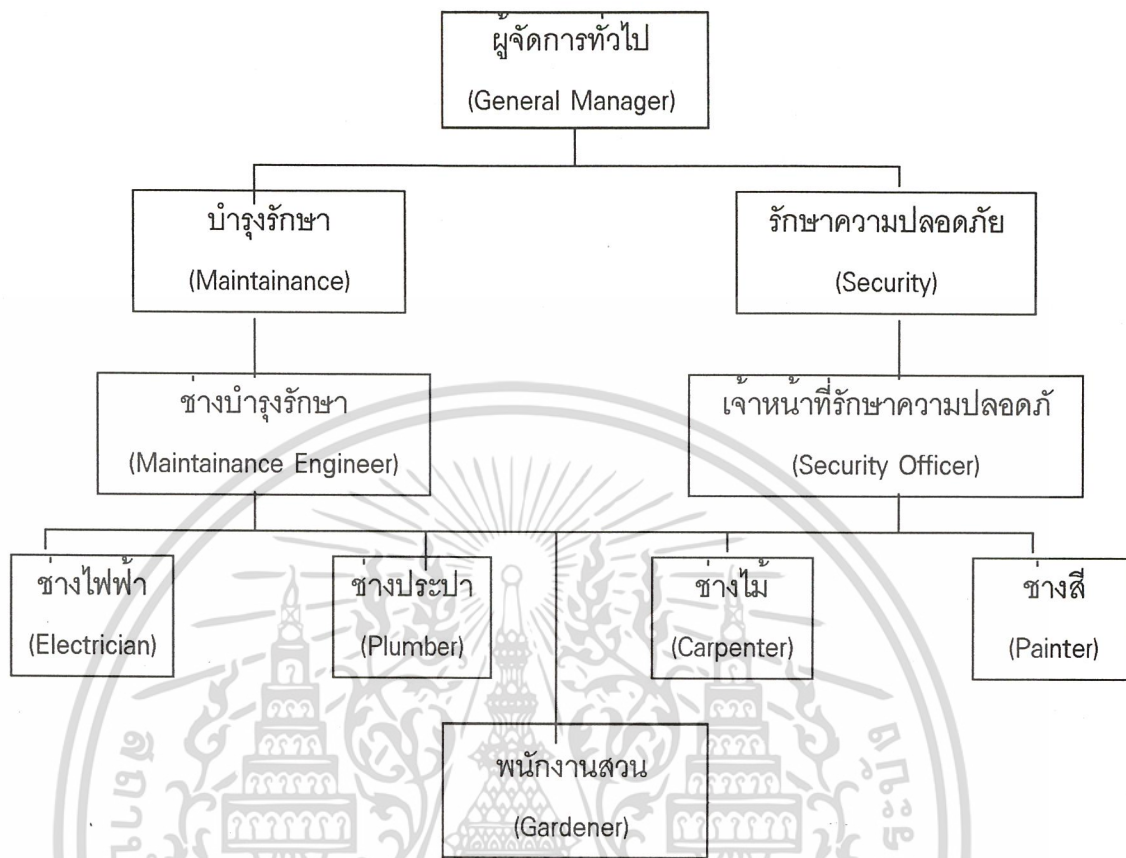 ผู้จัดการทั่วไป
(General Manager)
บำรุงรักษา
(Maintainance)
รักษาความปลอดภัย
(Security)
ช่างบำรุงรักษา
(Maintainance Engineer)
เจ้าหน้าที่รักษาความปลอดภั
(Security Officer)
ช่างไฟฟ้า
(Electrician)
ช่างประปา
(Plumber)
ช่างไม้
(Carpenter)
ช่างสี
(Painter)
พนักงานสวน
(Gardener)